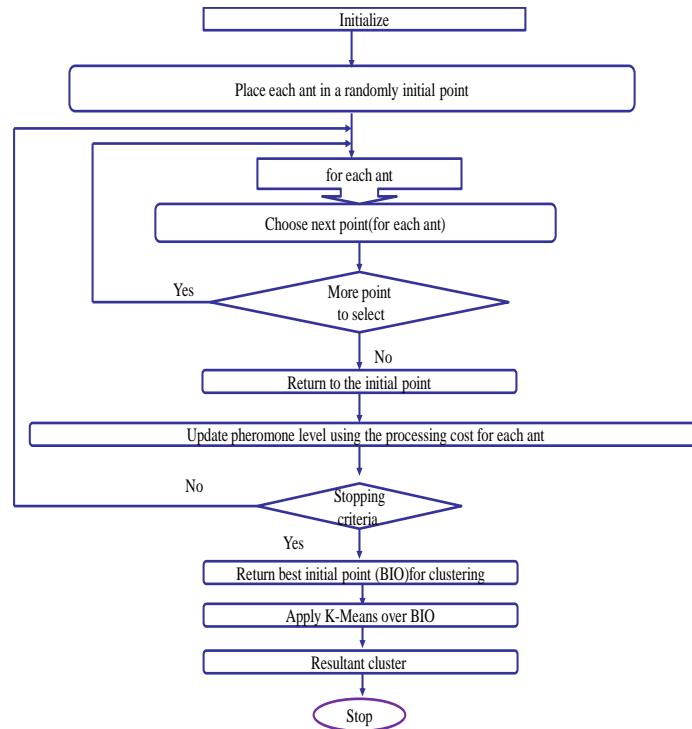 Initialize
Place each ant in a randomly initial point
for each ant
Choose next point(for each ant)
Yes
More point
to select
No
Return to the initial point
Update pheromone level using the processing cost for each ant
No
Stopping
criteria
Yes
Return best initial point (BIO)for clustering
Apply K-Means over BIO
Resultant cluster
Stop